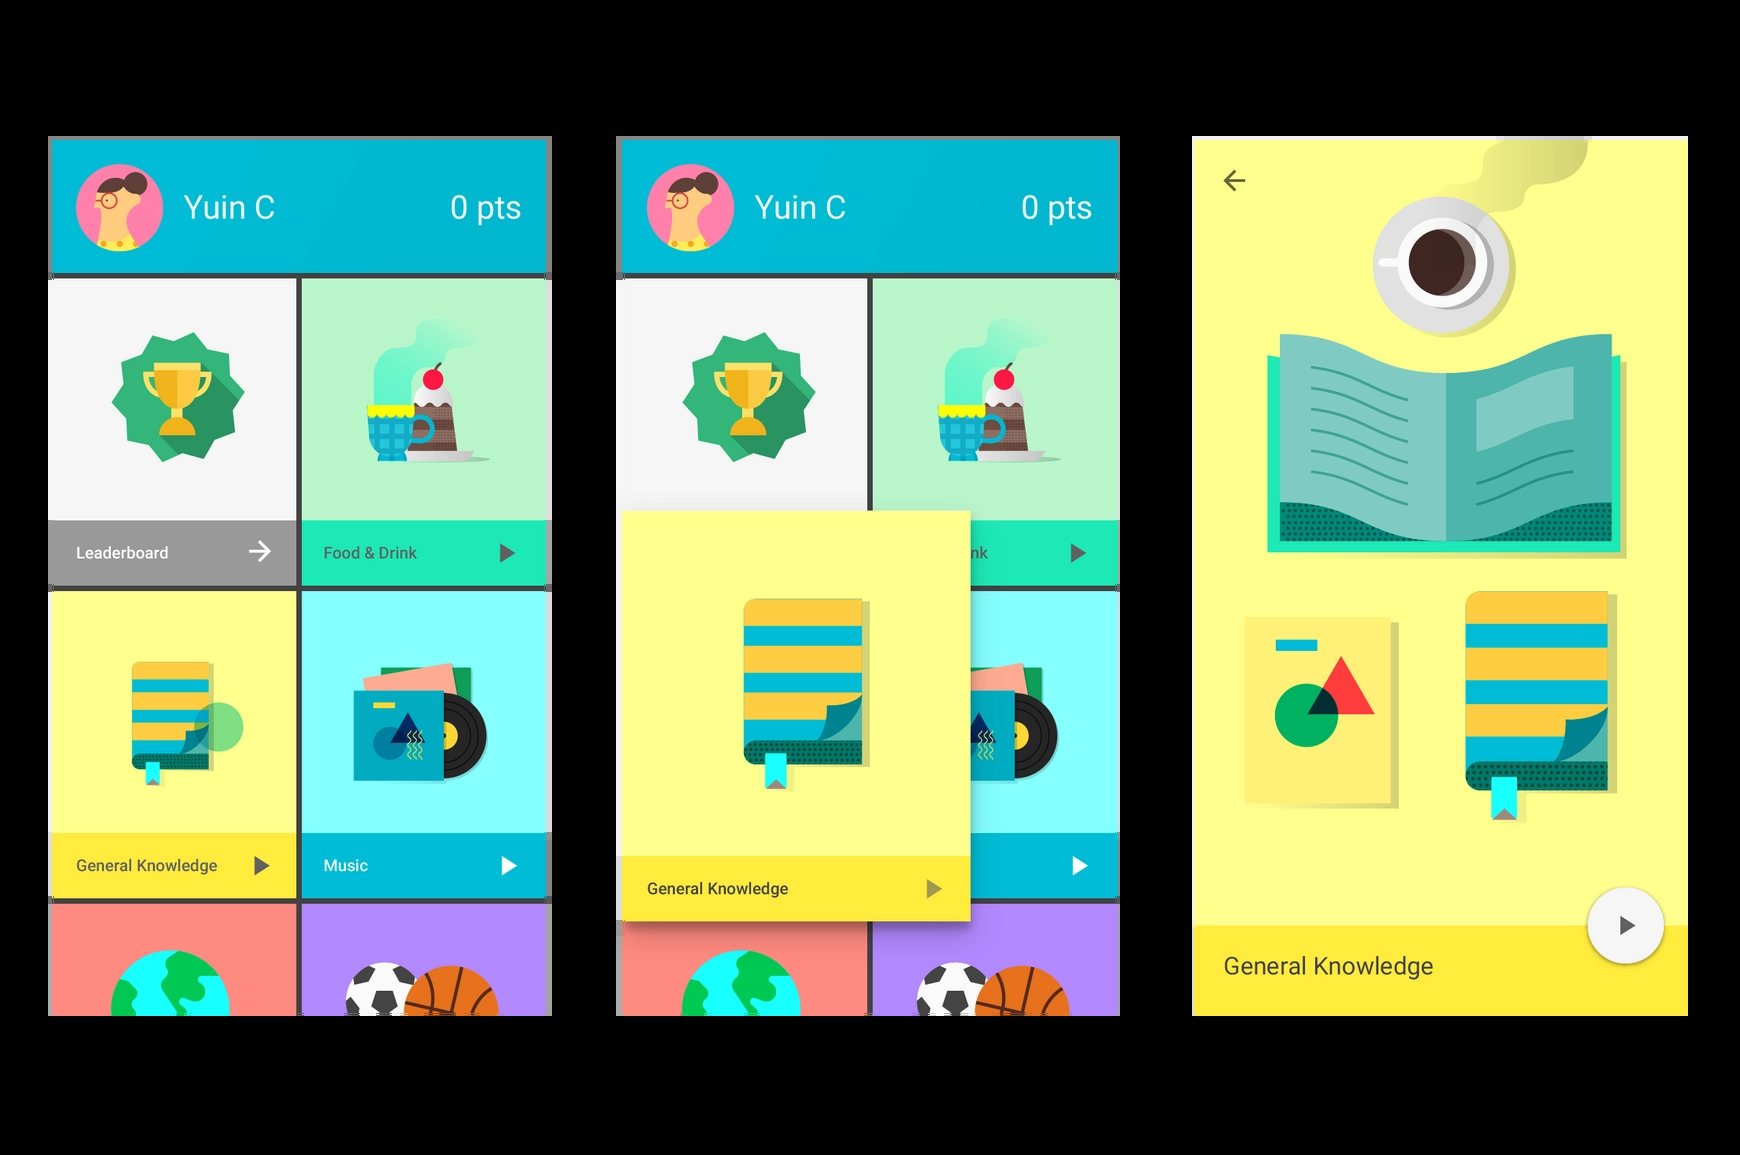 Yuin C
0 pts
Leaderboard
Food & Drink
General Knowledge
Music
Yuin C
0 pts
nk
General Knowledge
General Knowledge